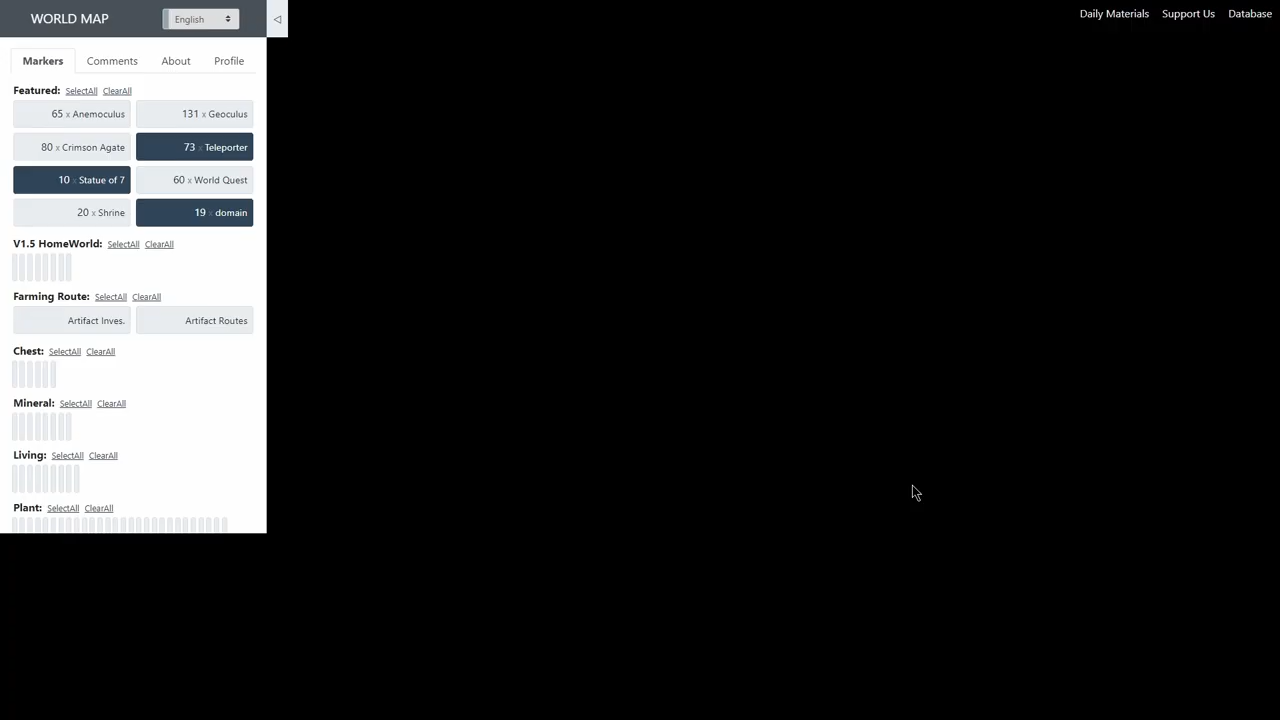 WORLD MAP
English
◁
Daily Materials Support Us Database
Markers Comments About Profile
Featured: SelectAll ClearAll
65 x Anemoculus 131 x Geoculus
80 x Crimson Agate 73 x Teleporter
10 x Statue of 7 60 x World Quest
20 x Shrine 19 x domain
V1.5 HomeWorld: SelectAll ClearAll
Farming Route: SelectAll ClearAll
Artifact Inves. Artifact Routes
Chest: SelectAll ClearAll
Mineral: SelectAll ClearAll
Living: SelectAll ClearAll
Plant: SelectAll ClearAll